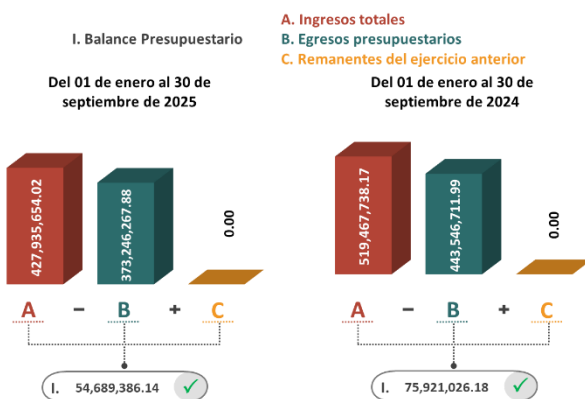 I. Balance Presupuestario
A. Ingresos totales
B. Egresos presupuestarios
C. Remanentes del ejercicio anterior
Del 01 de enero al 30 de
septiembre de 2025
427,935,654.02
373,246,267.88
0.00
A − B + C
I. 54,689,386.14
Del 01 de enero al 30 de
septiembre de 2024
519,467,738.17
443,546,711.99
0.00
A − B + C
I. 75,921,026.18